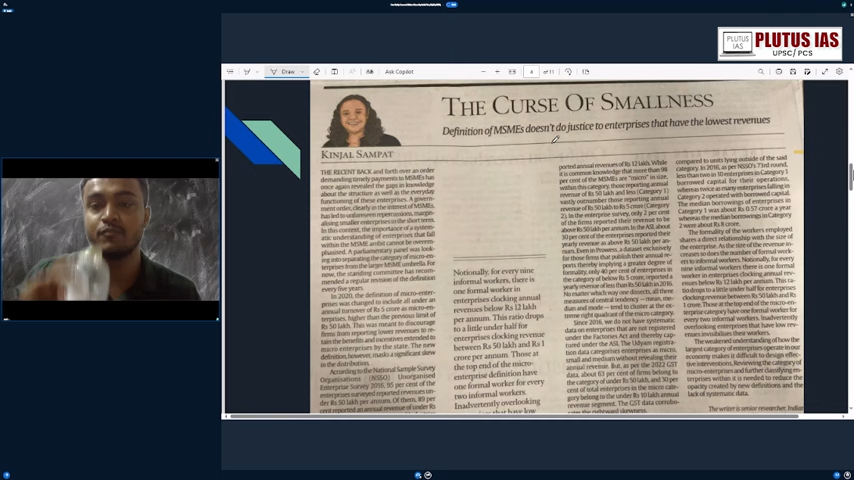 PLUTUS IAS
PLUTUS IAS
UPSC/ PCS
Draw
Ask Copilot
4
of 11
THE CURSE OF SMALLNESS
Definition of MSMEs doesn't do justice to enterprises that have the lowest revenues
KINJAL SAMPAT
THE RECENT BACK and forth over an order
demanding timely payments to MSMEs has
once again revealed the gaps in knowledge
about the structure as well as the everyday
functioning of these enterprises. A govern-
ment order, clearly in the interest of MSMEs,
has led to unforeseen repercussions, margin-
alising smaller enterprises in the short term.
In this context, the importance of a system-
atic understanding of enterprises that fall
within the MSME ambit cannot be overem-
phasised. A parliamentary panel was look-
ing into separating the category of micro-en-
terprises from the larger MSME umbrella. For
now, the standing committee has recom-
mended a regular revision of the definition
every five years.
In 2020, the definition of micro-enter-
prises was changed to include all under an
annual turnover of Rs 5 crore as micro-en-
terprises, higher than the previous limit of
Rs 50 lakh. This was meant to discourage
firms from reporting lower revenues to re-
tain the benefits and incentives extended to
micro enterprises by the state. The new
definition, however, masks a significant skew
in the distribution.
According to the National Sample Survey
Organisations (NSSO) Unorganised
Enterprise Survey 2016, 95 per cent of the
enterprises surveyed reported revenues un-
der Rs 50 lakh per annum. Of them, 89 per
cent reported an annual revenue of under Rs
Notionally, for every nine
informal workers, there is
one formal worker in
enterprises clocking annual
revenues below Rs 12 lakh
per annum. This ratio drops
to a little under half for
enterprises clocking revenue
between Rs 50 lakh and Rs 1
crore per annum. Those at
the top end of the micro-
enterprise definition have
one formal worker for every
two informal workers.
Inadvertently overlooking
enterprises that have low
ported annual revenues of Rs 12 lakh. While
it is common knowledge that more than 98
per cent of the MSMEs are "micro" in size,
within this category, those reporting annual
revenue of Rs 50 lakh and less (Category 1)
vastly outnumber those reporting annual
revenue of Rs 50 lakh to Rs 5 crore (Category
2). In the enterprise survey, only 2 per cent
of the firms reported their revenue to be
above Rs 50 lakh per annum. In the ASI, about
30 per cent of the enterprises reported their
yearly revenue as above Rs 50 lakh per an-
num. Even in Prowess, a dataset exclusively
for those firms that publish their annual re-
ports thereby implying a greater degree of
formality, only 40 per cent of enterprises in
the category of below Rs 5 crore, reported a
yearly revenue of less than Rs 50 lakh in 2016.
No matter which way one dissects, all three
measures of central tendency — mean, me-
dian and mode — tend to cluster at the ex-
treme right quadrant of the micro category.
Since 2016, we do not have systematic
data on enterprises that are not registered
under the Factories Act and thereby cap-
tured under the ASI. The Udyam registra-
tion data categorises enterprises as micro,
small and medium without revealing their
annual revenue. But, as per the 2022 GST
data, about 63 per cent of firms belong to
the category of under Rs 50 lakh, and 30 per
cent of total enterprises in the micro cate-
gory belong to the under Rs 10 lakh annual
revenue segment. The GST data corrobo-
rates the rightward skewness.
compared to units lying outside of the said
category. In 2016, as per NSSO's 73rd round,
less than two in 10 enterprises in Category 1
borrowed capital for their operations,
whereas twice as many enterprises falling in
Category 2 operated with borrowed capital.
The median borrowings of enterprises in
Category 1 was about Rs 0.57 crore a year
whereas the median borrowings in Category
2 were about Rs 8 crore.
The formality of the workers employed
shares a direct relationship with the size of the
enterprise. As the size of the revenue in-
creases so does the number of formal work-
ers to informal workers. Notionally, for every
nine informal workers there is one formal
worker in enterprises clocking annual rev-
enues below Rs 12 lakh per annum. This ra-
tio drops to a little under half for enterprises
clocking revenue between Rs 50 lakh and Rs
1 crore. Those at the top end of the micro-en-
terprise category have one formal worker for
every two informal workers. Inadvertently
overlooking enterprises that have low rev-
enues invisibilises their workers.
The weakened understanding of how the
largest category of enterprises operate in our
economy makes it difficult to design effec-
tive interventions. Reviewing the category of
micro-enterprises and further classifying en-
terprises within it is needed to reduce the
opacity created by new definitions and the
lack of systematic data.
The writer is senior researcher, Indian